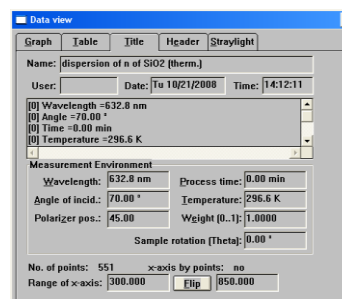 Data view
Graph Table Title Header Straylight
Name: dispersion of n of SiO2 (therm.)
User: Date: Tu 10/21/2008 Time: 14:12:11
[0] Wavelength =632.8 nm
[0] Angle =70.00 °
[0] Time =0.00 min
[0] Temperature =296.6 K
Measurement Environment
Wavelength: 632.8 nm Process time: 0.00 min
Angle of incid.: 70.00 ° Temperature: 296.6 K
Polarizer pos.: 45.00 Weight [0..1]: 1.0000
Sample rotation (Theta): 0.00 °
No. of points: 551 x-axis by points: no
Range of x-axis: 300.000 Flip 850.000